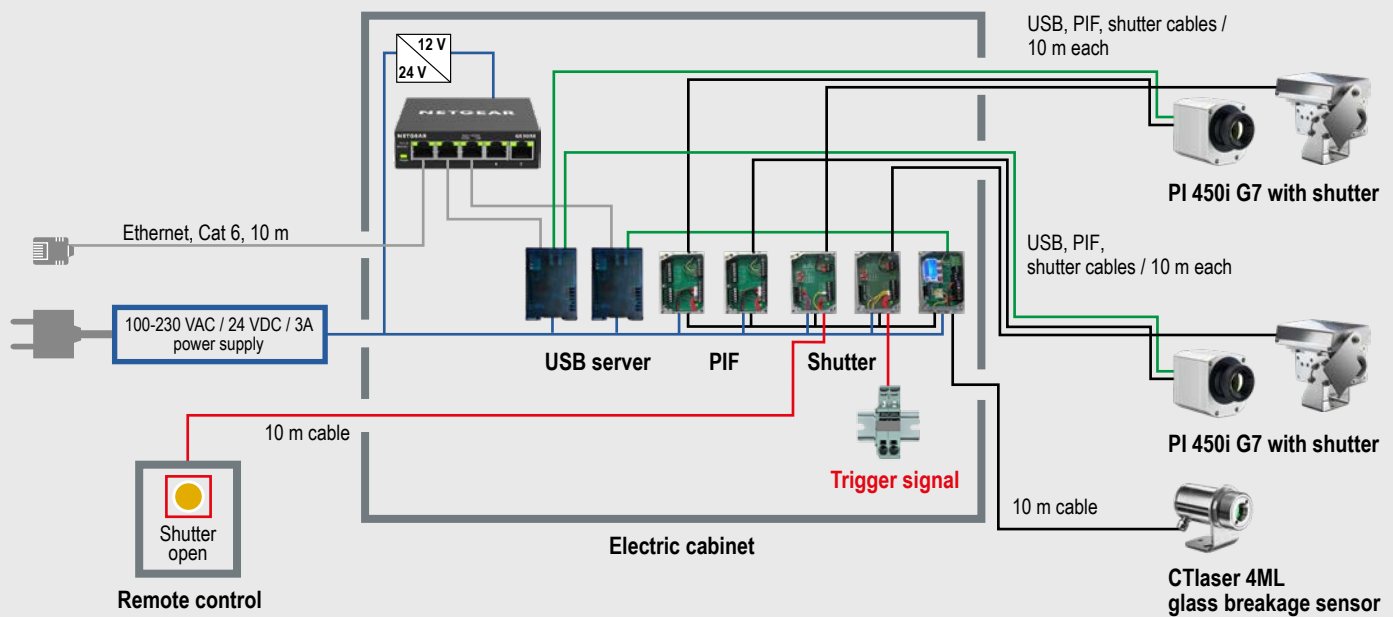 USB, PIF, shutter cables /
10 m each
12 V
24 V
NETGEAR
NETGEAR
PI 450i G7 with shutter
Ethernet, Cat 6, 10 m
USB, PIF,
shutter cables / 10 m each
100-230 VAC / 24 VDC / 3A
power supply
USB server
PIF
Shutter
10 m cable
Trigger signal
PI 450i G7 with shutter
10 m cable
Shutter
open
Electric cabinet
Remote control
CTlaser 4ML
glass breakage sensor